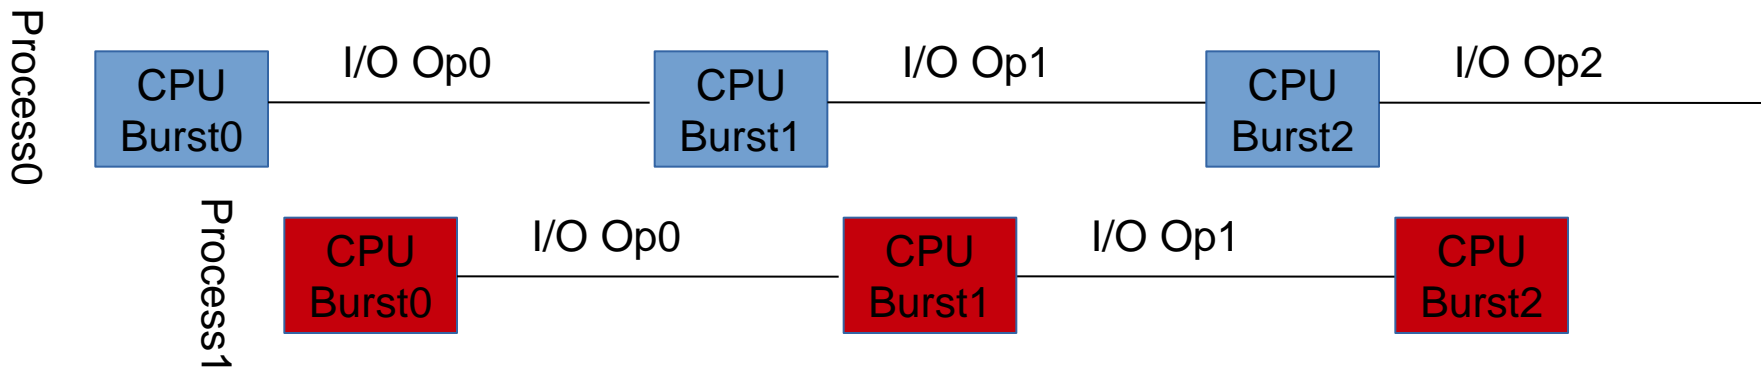 Process0
CPU
Burst0
I/O Op0
CPU
Burst1
I/O Op1
CPU
Burst2
I/O Op2
Process1
CPU
Burst0
I/O Op0
CPU
Burst1
I/O Op1
CPU
Burst2